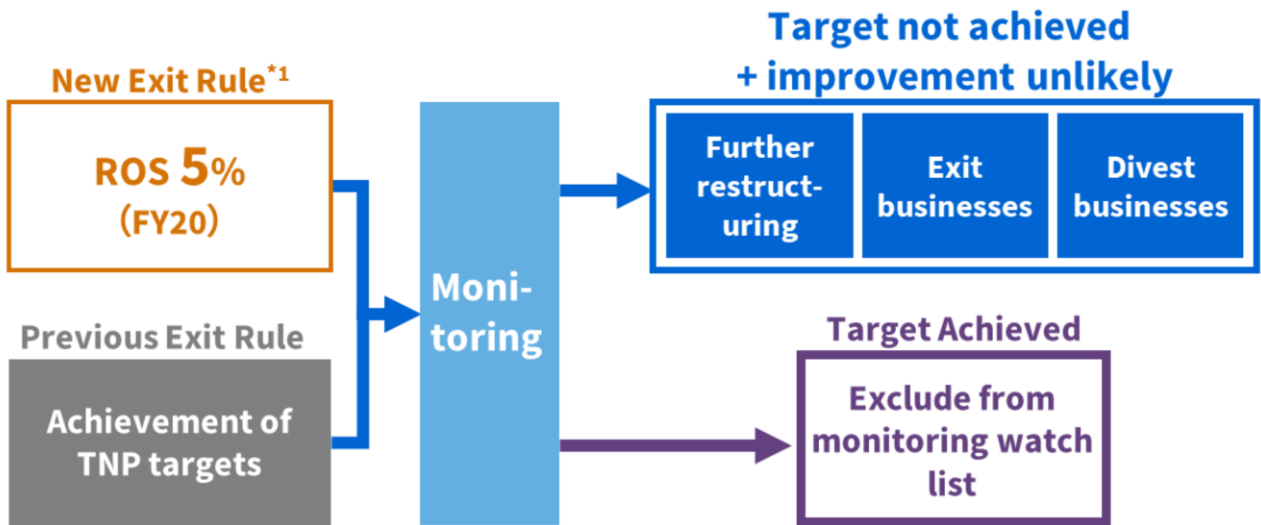 New Exit Rule*1
ROS 5%
(FY20)
Previous Exit Rule
Achievement of
TNP targets
Moni-
toring
Target not achieved
+ improvement unlikely
Further
restruct-
uring
Exit
businesses
Divest
businesses
Target Achieved
Exclude from
monitoring watch
list